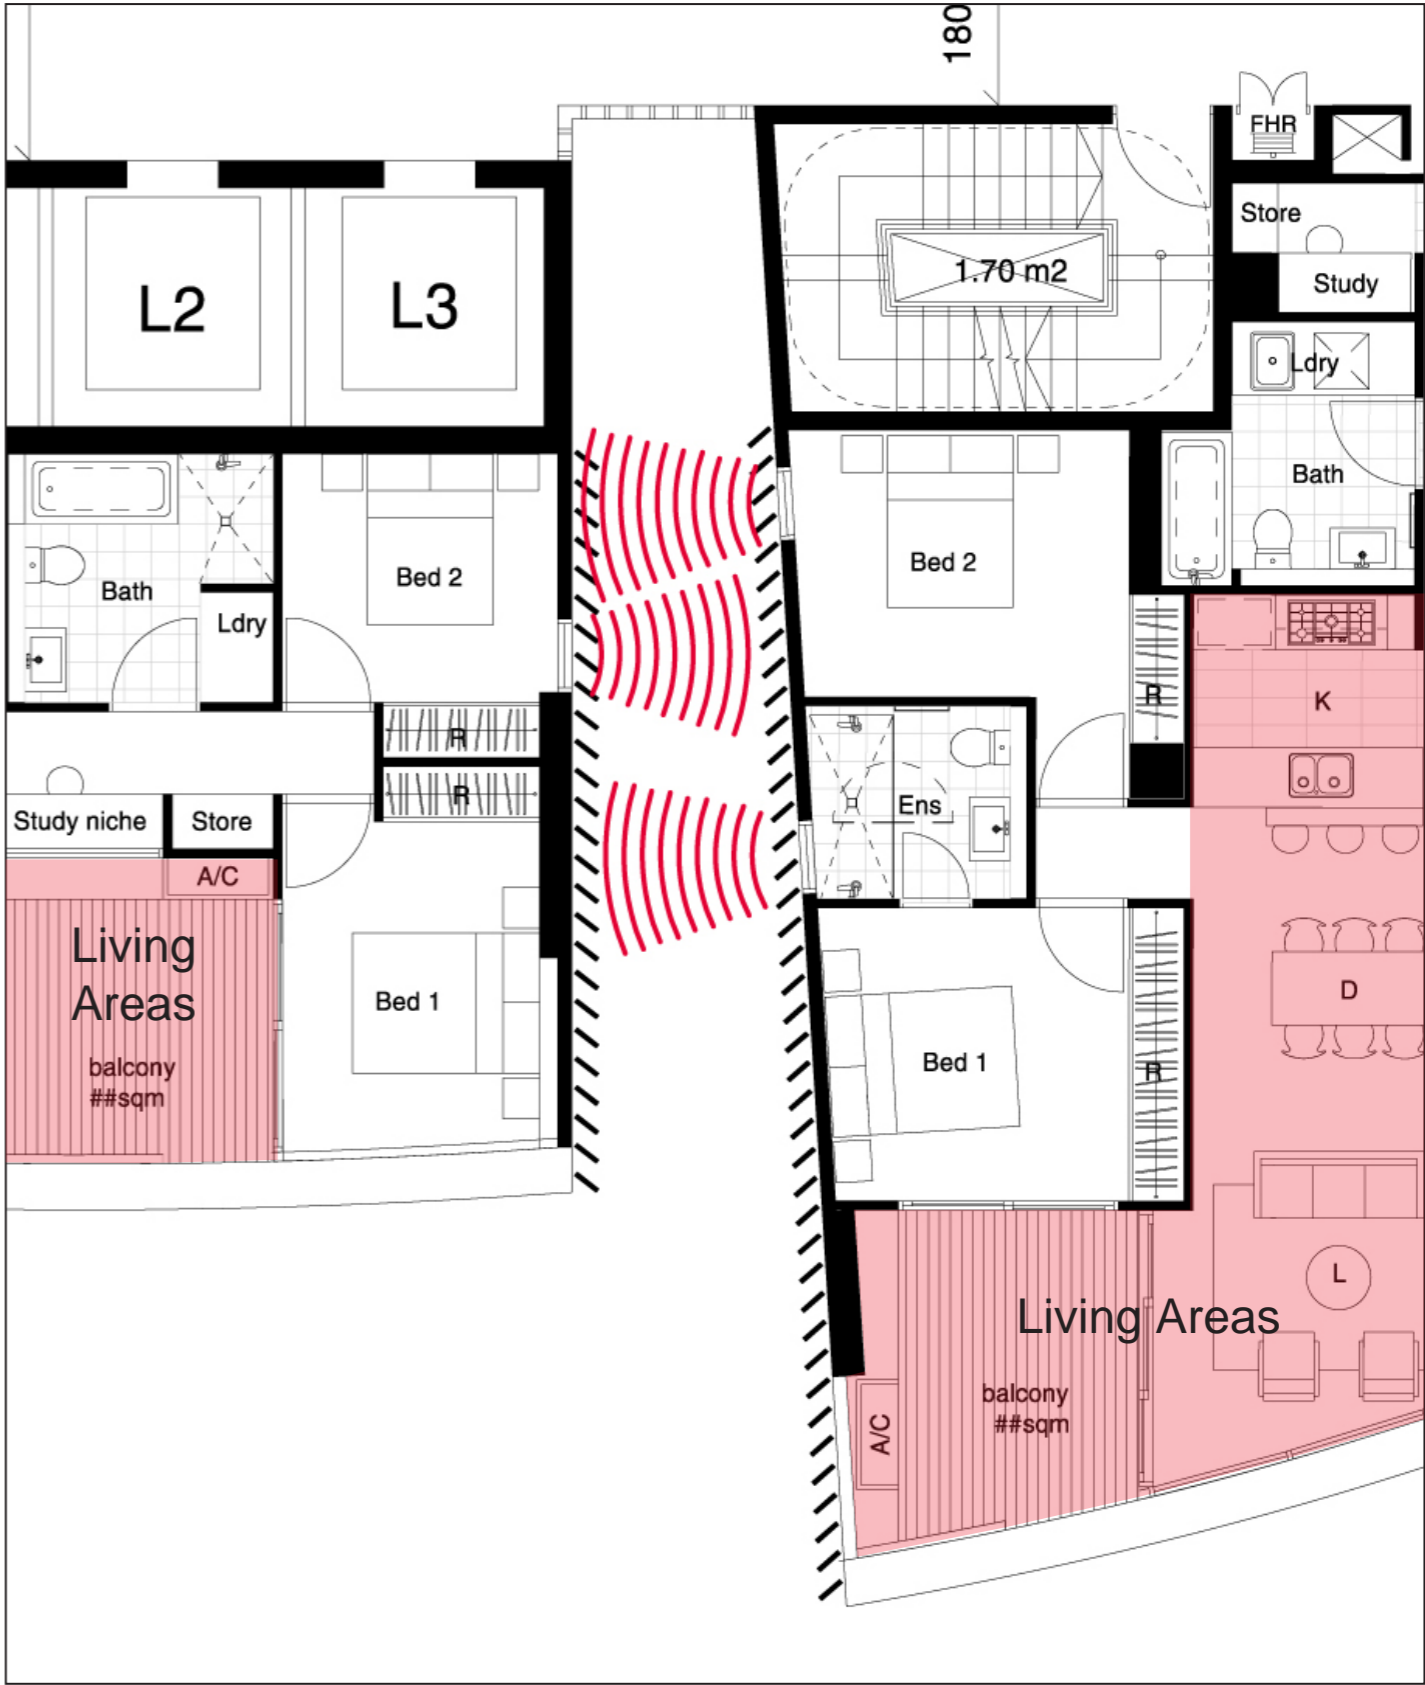 180
FHR
Store
Study
1.70 m2
L2
L3
Ldry
Bath
Bed 2
Bed 2
Bath
Ldry
R
K
R
R
Ens
Study niche
Store
A/C
Living
Areas
balcony
##sqm
Bed 1
D
Bed 1
R
L
Living Areas
balcony
##sqm
A/C